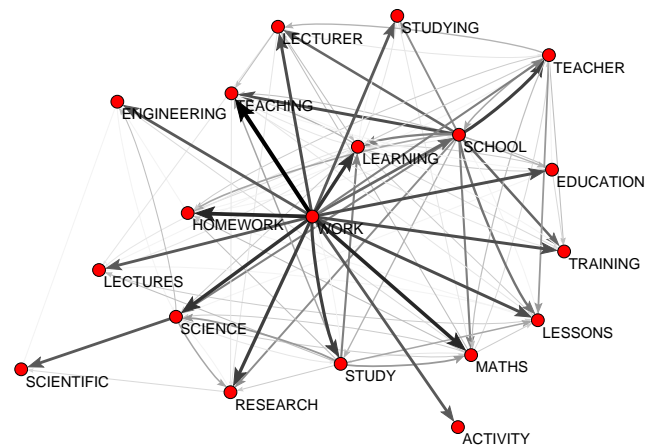 LECTURER
STUDYING
TEACHER
ENGINEERING
TEACHING
SCHOOL
LEARNING
EDUCATION
HOMEWORK
WORK
TRAINING
LECTURES
SCIENCE
LESSONS
SCIENTIFIC
STUDY
MATHS
RESEARCH
ACTIVITY